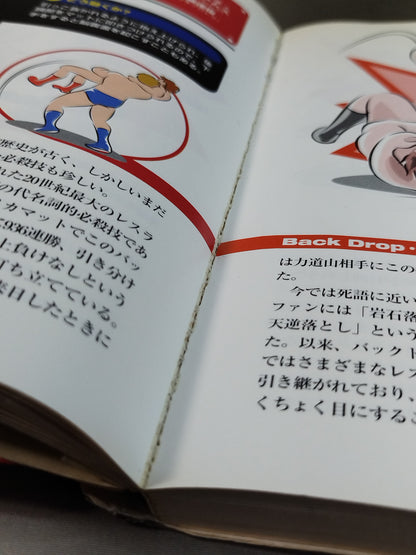 歴史が古く、しかしいまだ
必殺技も珍しい。
れた20世紀最大のレスラ
の代名詞的必殺技であ
カマットでこのバッ
に936連勝、引き分け
上負けなしという
打ち立てている。
来日したときに
Back Drop
は力道山相手にこの
た。
今では死語に近い
ファンには「岩石落
天逆落とし」という
た。以来、バックド
ではさまざまなレス
引き継がれており、
くちょく目にするこ